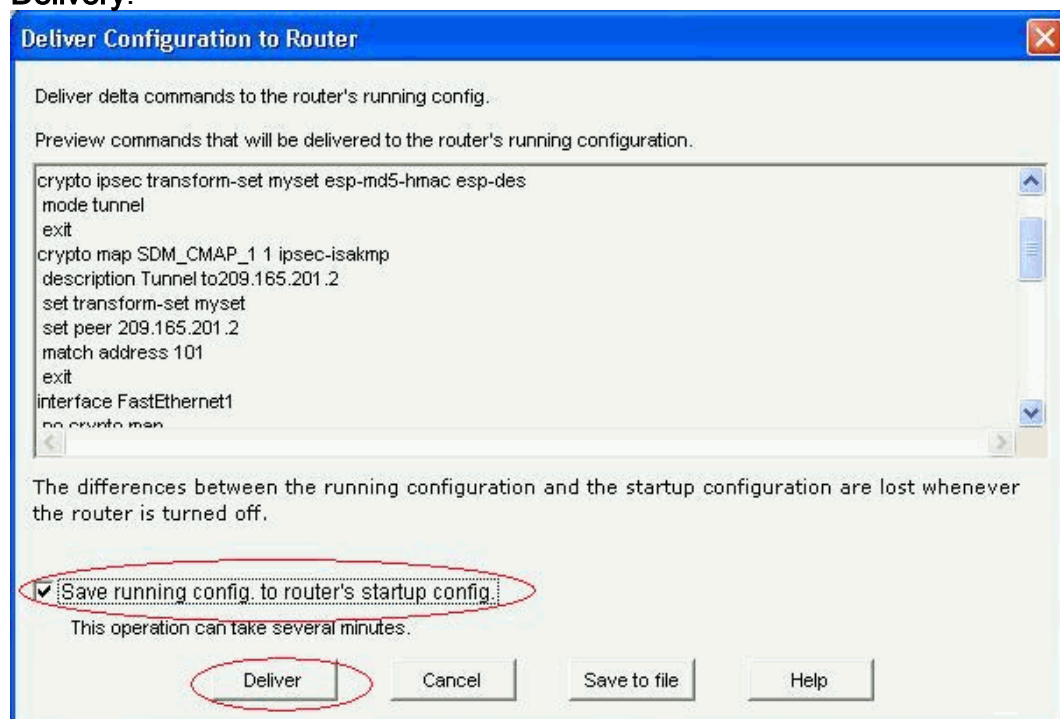 Delivery.
Deliver Configuration to Router
Deliver delta commands to the router's running config.
Preview commands that will be delivered to the router's running configuration.
crypto ipsec transform-set myset esp-md5-hmac esp-des
mode tunnel
exit
crypto map SDM_CMAP_1 1 ipsec-isakmp
description Tunnel to209.165.201.2
set transform-set myset
set peer 209.165.201.2
match address 101
exit
interface FastEthernet1
no crypto map
The differences between the running configuration and the startup configuration are lost whenever
the router is turned off.
Save running config. to router's startup config.
This operation can take several minutes.
Deliver Cancel Save to file Help